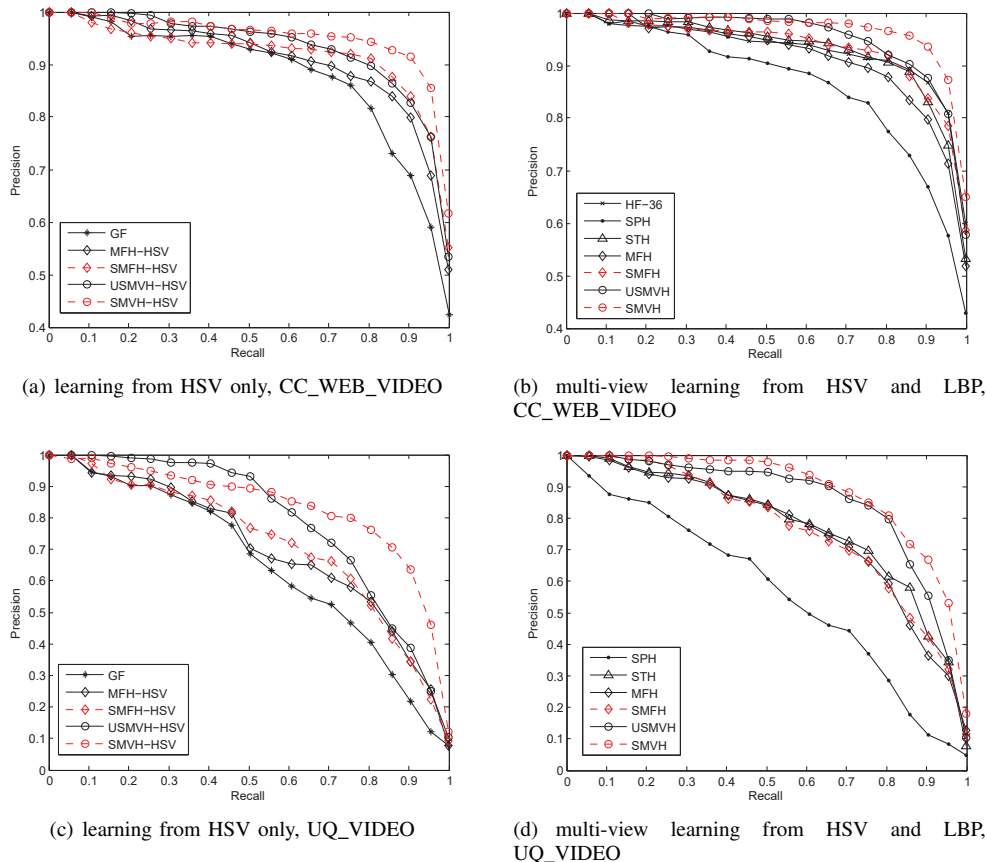 1
0.9
0.8
0.7
0.6
0.5
0.4
Precision
GF
MFH-HSV
SMFH-HSV
USMVH-HSV
SMVH-HSV
0 0.1 0.2 0.3 0.4 0.5 0.6 0.7 0.8 0.9 1
Recall
(a) learning from HSV only, CC_WEB_VIDEO
1
0.9
0.8
0.7
0.6
0.5
0.4
Precision
HF-36
SPH
STH
MFH
SMFH
USMVH
SMVH
0 0.1 0.2 0.3 0.4 0.5 0.6 0.7 0.8 0.9 1
Recall
(b) multi-view learning from HSV and LBP,
CC_WEB_VIDEO
1
0.9
0.8
0.7
0.6
0.5
0.4
0.3
0.2
0.1
0
Precision
GF
MFH-HSV
SMFH-HSV
USMVH-HSV
SMVH-HSV
0 0.1 0.2 0.3 0.4 0.5 0.6 0.7 0.8 0.9 1
Recall
(c) learning from HSV only, UQ_VIDEO
1
0.9
0.8
0.7
0.6
0.5
0.4
0.3
0.2
0.1
0
Precision
SPH
STH
MFH
SMFH
USMVH
SMVH
0 0.1 0.2 0.3 0.4 0.5 0.6 0.7 0.8 0.9 1
Recall
(d) multi-view learning from HSV and LBP,
UQ_VIDEO